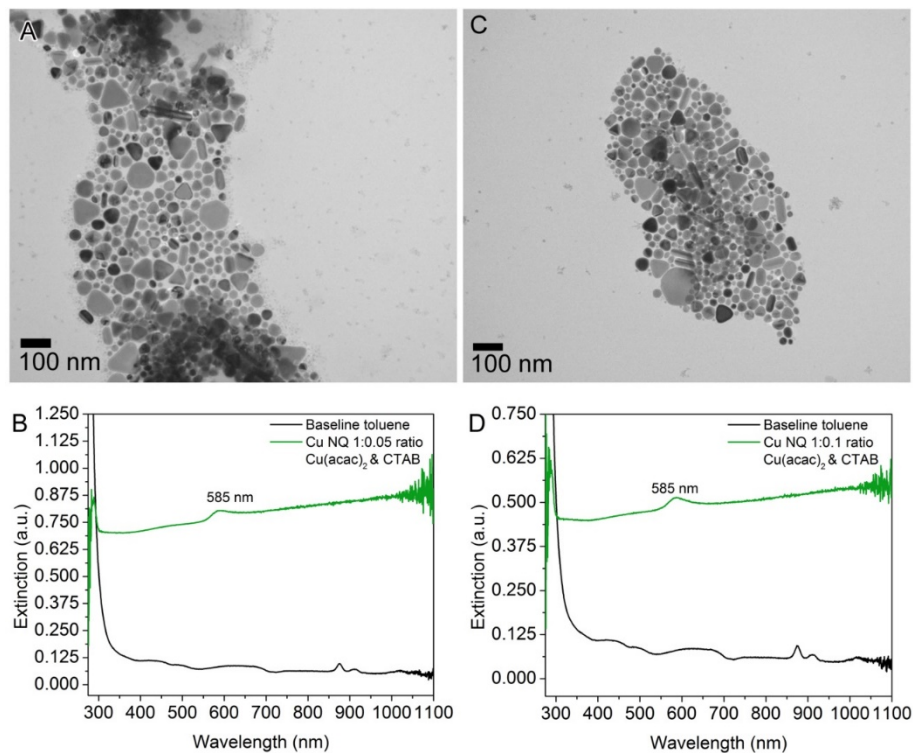 A
100 nm
C
100 nm
B
1.250
1.125
1.000
0.875
0.750
0.625
0.500
0.375
0.250
0.125
0.000
Extinction (a.u.)
Baseline toluene
Cu NQ 1:0.05 ratio
Cu(acac)₂ & CTAB
585 nm
300 400 500 600 700 800 900 1000 1100
Wavelength (nm)
D
0.750
0.625
0.500
0.375
0.250
0.125
0.000
Extinction (a.u.)
Baseline toluene
Cu NQ 1:0.1 ratio
Cu(acac)₂ & CTAB
585 nm
300 400 500 600 700 800 900 1000 1100
Wavelength (nm)